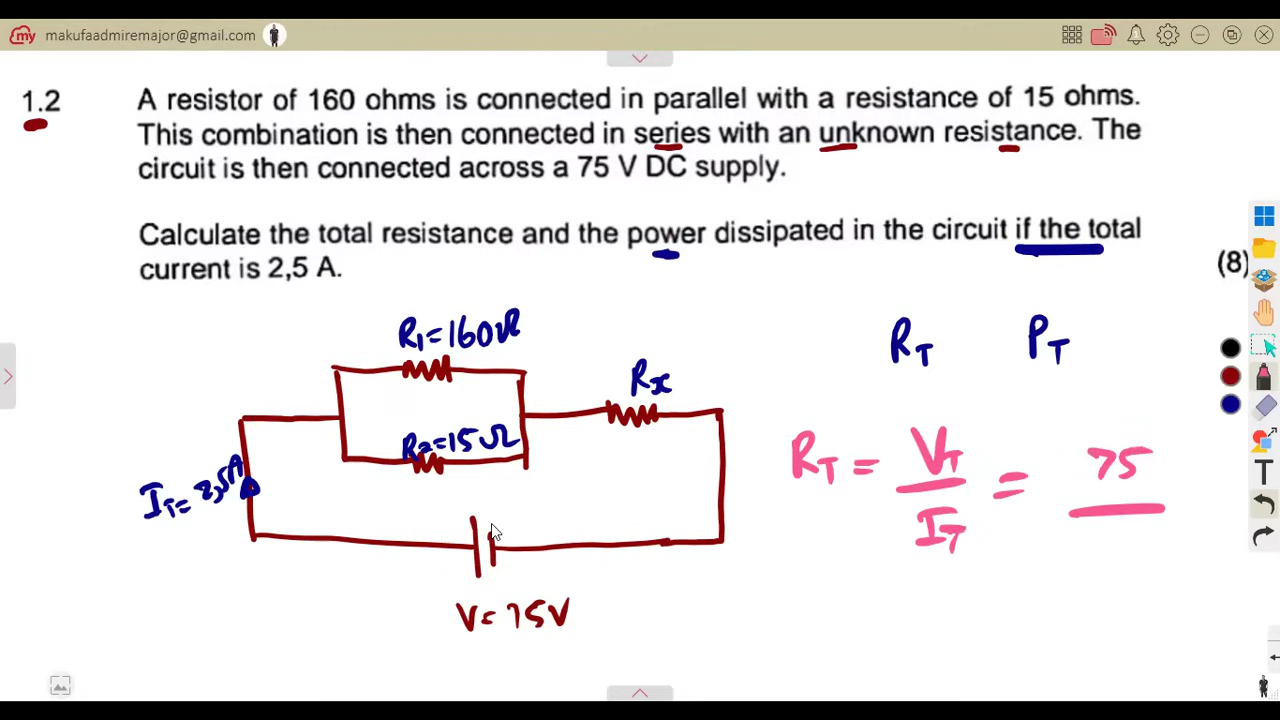 my makufaadmiremajor@gmail.com
1.2 A resistor of 160 ohms is connected in parallel with a resistance of 15 ohms.
This combination is then connected in series with an unknown resistance. The
circuit is then connected across a 75 V DC supply.
Calculate the total resistance and the power dissipated in the circuit if the total
current is 2,5 A.
(8)
R1=160Ω
R2=15Ω
Rx
IT=2,5A
V=75V
RT PT
RT = VT/IT = 75
T